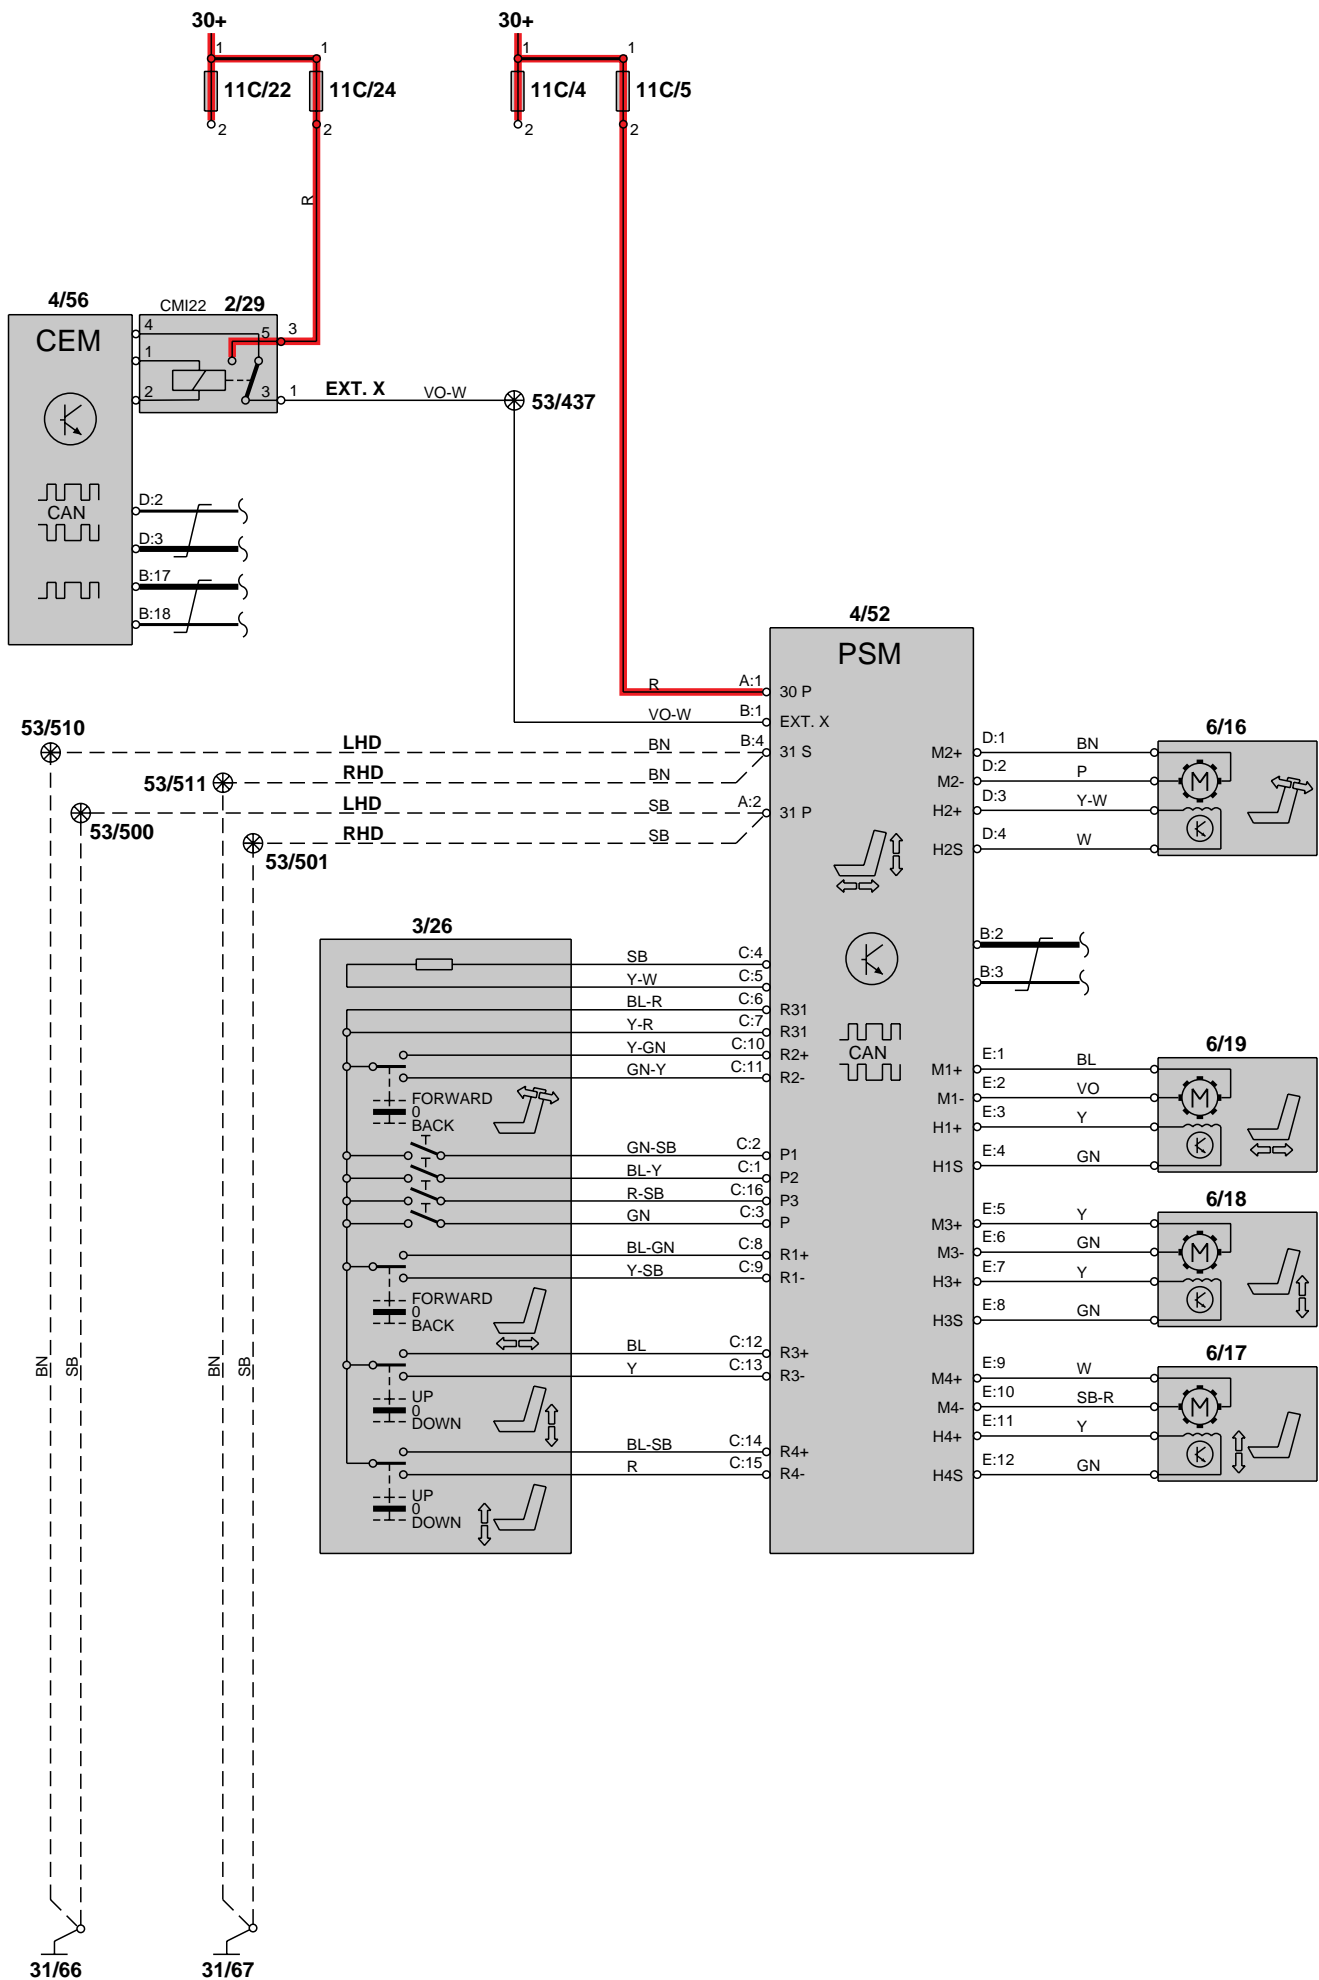 30+ 30+
1 1 1 1
11C/22 11C/24 11C/4 11C/5
2 2 2 2
R
4/56 CMI22 2/29
CEM 4 5 3
1
2 3 1 EXT. X VO-W 53/437
D:2
CAN
D:3
B:17
B:18
4/52
PSM
R A:1 30 P
VO-W B:1 EXT. X
53/510 LHD BN B:4 31 S
53/511 RHD BN
53/500 LHD SB A:2 31 P
53/501 RHD SB
M2+ D:1 BN 6/16
M2- D:2 P M
H2+ D:3 Y-W
H2S D:4 W
3/26
B:2
B:3
SB C:4
Y-W C:5
BL-R C:6 R31
Y-R C:7 R31
CAN
Y-GN C:10 R2+
GN-Y C:11 R2-
FORWARD
0
BACK
M1+ E:1 BL 6/19
M1- E:2 VO M
H1+ E:3 Y
H1S E:4 GN
GN-SB C:2 P1
BL-Y C:1 P2
R-SB C:16 P3
GN C:3 P
BL-GN C:8 R1+
Y-SB C:9 R1-
FORWARD
0
BACK
M3+ E:5 Y 6/18
M3- E:6 GN M
H3+ E:7 Y
H3S E:8 GN
BL C:12 R3+
Y C:13 R3-
UP
0
DOWN
M4+ E:9 W 6/17
M4- E:10 SB-R M
H4+ E:11 Y
H4S E:12 GN
BL-SB C:14 R4+
R C:15 R4-
UP
0
DOWN
BN SB BN SB
31/66 31/67